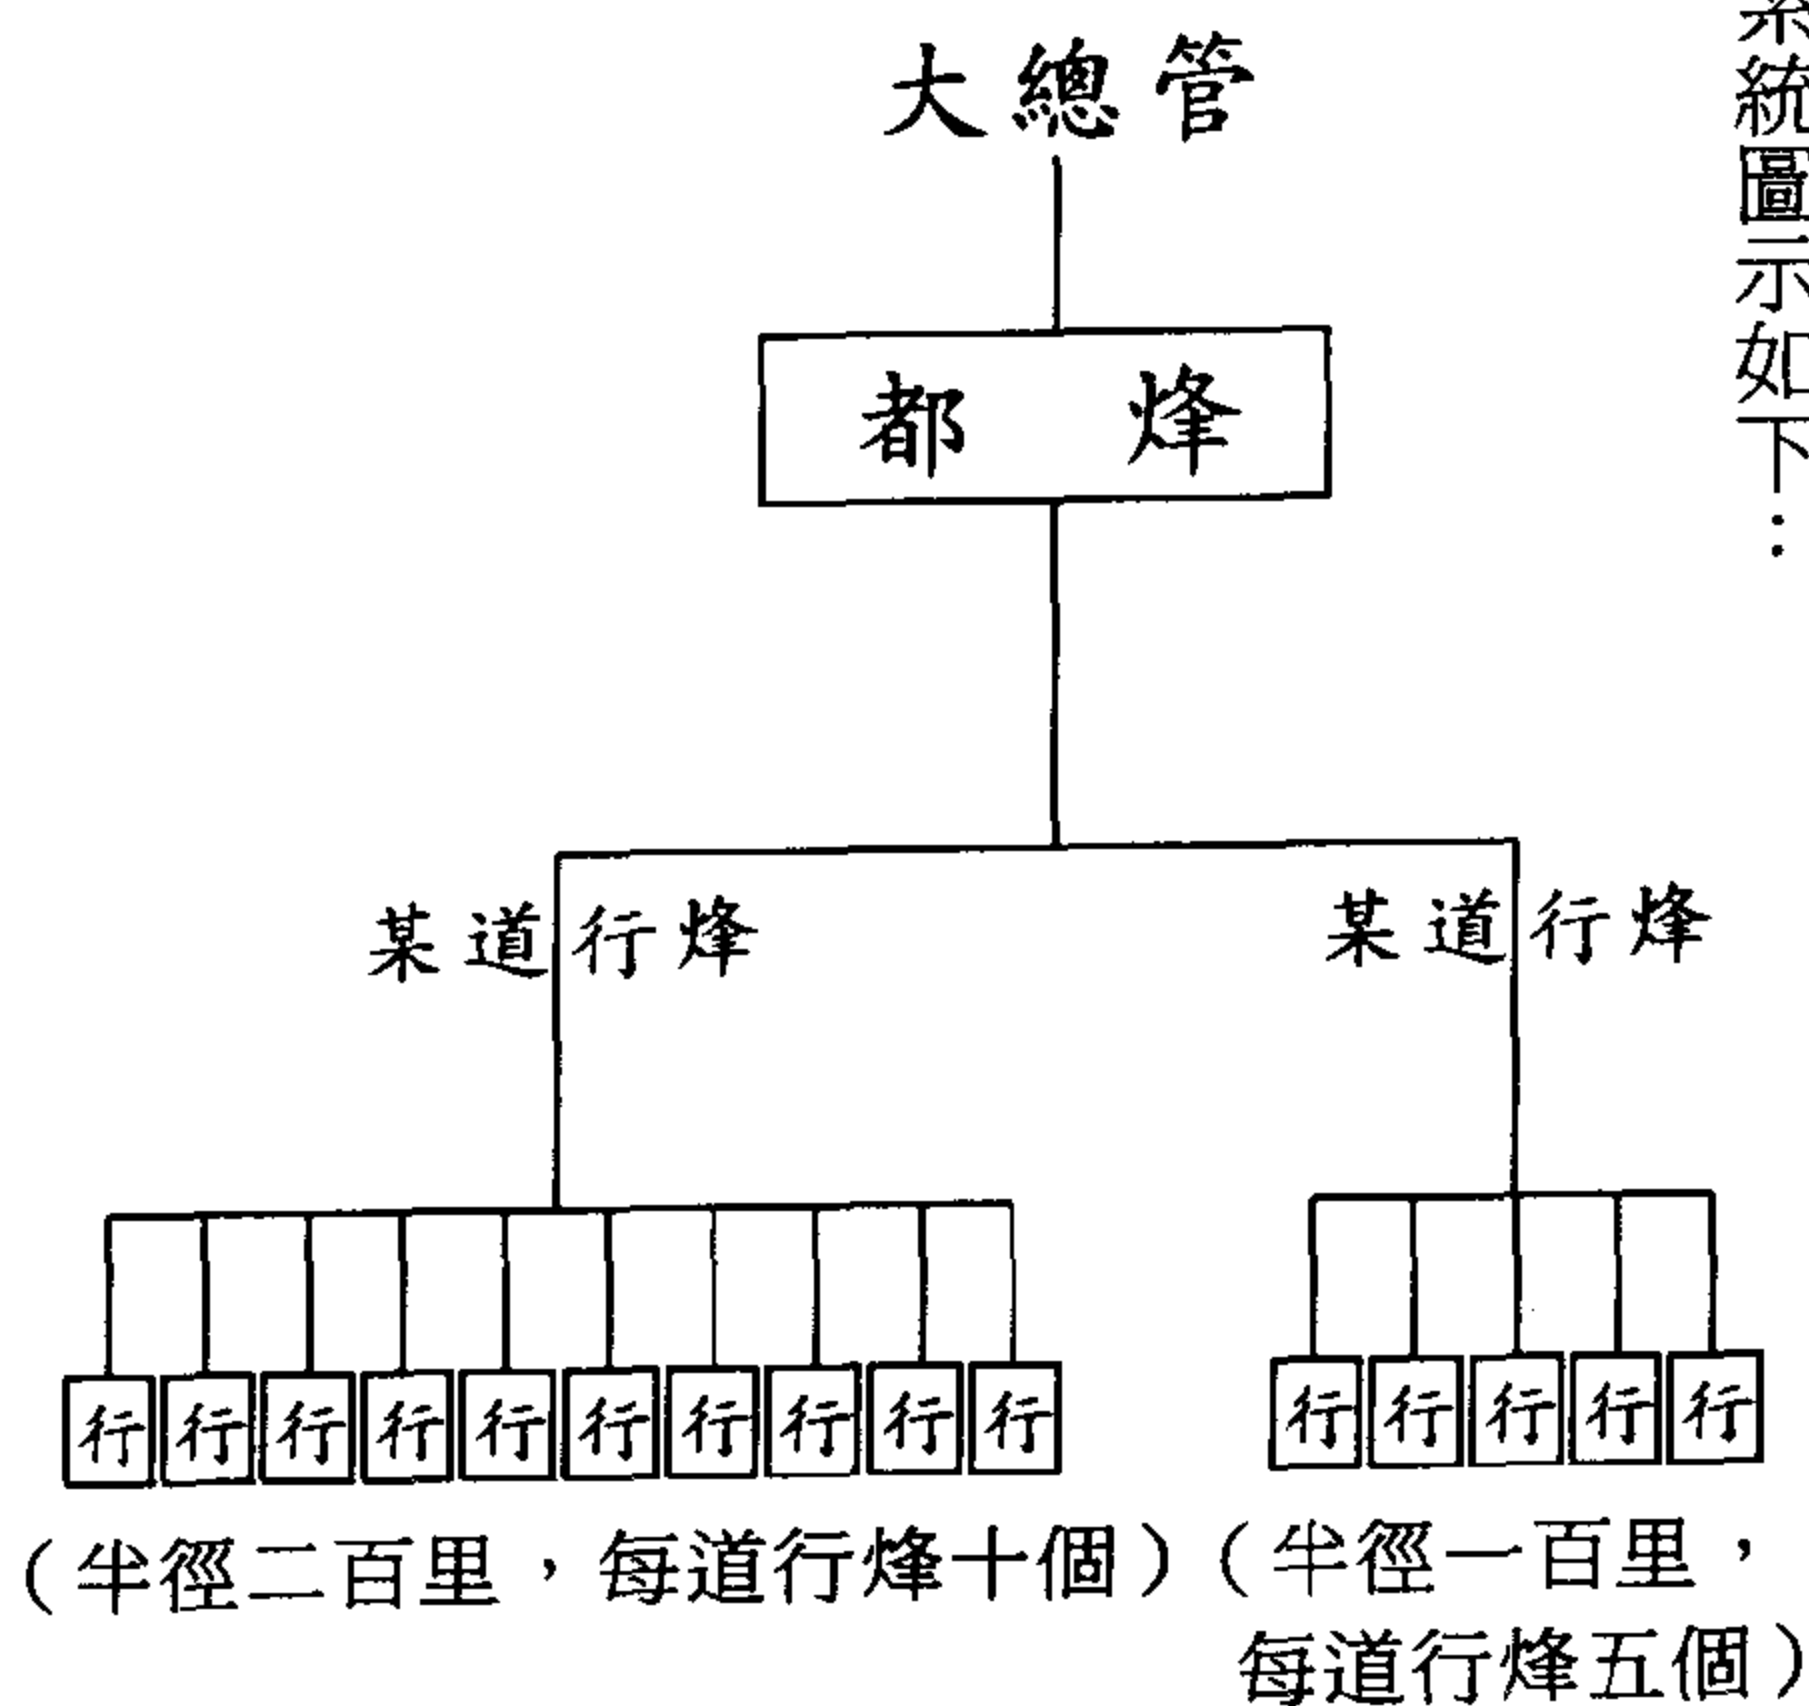 系統圖示如下：
大總管
都烽
某道行烽
某道行烽
行行行行行行行行行行
行行行行行
（半徑二百里，每道行烽十個）
（半徑一百里，
每道行烽五個）